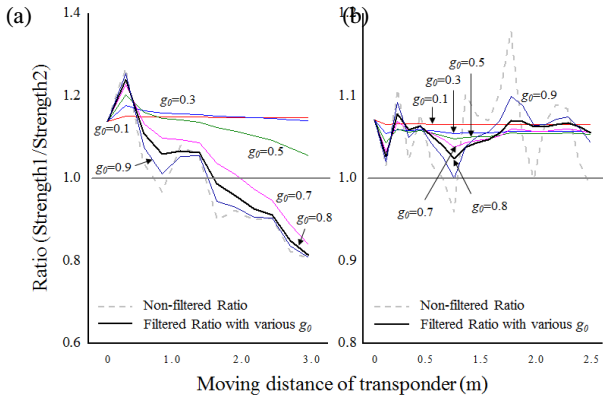 (a)
(b)
Ratio (Strength1/Strength2)
1.4
1.2
1.0
0.8
0.6
g0=0.3
g0=0.1
g0=0.5
g0=0.9
g0=0.7
g0=0.8
Non-filtered Ratio
Filtered Ratio with various g0
0 1.0 2.0 3.0
1.2
1.1
1.0
0.9
0.8
g0=0.5
g0=0.3
g0=0.1
g0=0.9
g0=0.7
g0=0.8
Non-filtered Ratio
Filtered Ratio with various g0
0 0.5 1.0 1.5 2.0 2.5
Moving distance of transponder (m)